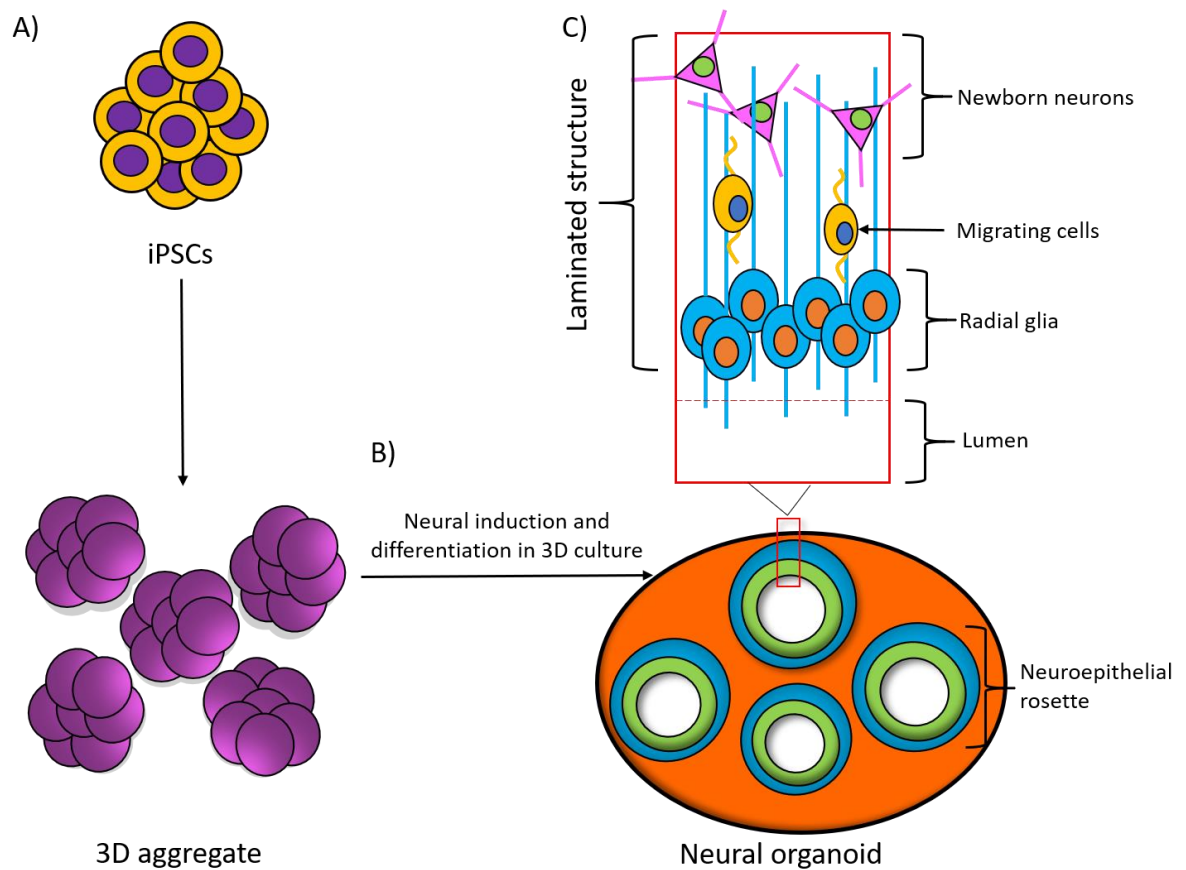 A)
iPSCs
3D aggregate
B)
Neural induction and
differentiation in 3D culture
C)
Laminated structure
Newborn neurons
Migrating cells
Radial glia
Lumen
Neuroepithelial
rosette
Neural organoid